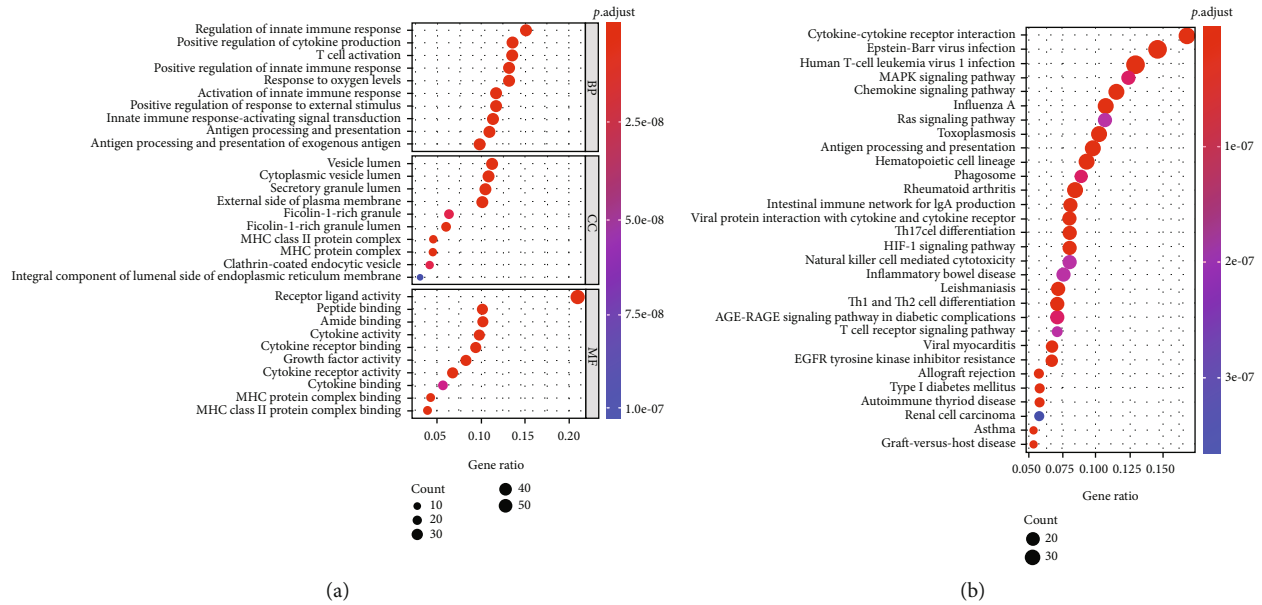 p.adjust
Regulation of innate immune response
Positive regulation of cytokine production
T cell activation
Positive regulation of innate immune response
Response to oxygen levels
Activation of innate immune response
Positive regulation of response to external stimulus
Innate immune response-activating signal transduction
Antigen processing and presentation
Antigen processing and presentation of exogenous antigen
BP
Vesicle lumen
Cytoplasmic vesicle lumen
Secretory granule lumen
External side of plasma membrane
Ficolin-1-rich granule
Ficolin-1-rich granule lumen
MHC class II protein complex
MHC protein complex
Clathrin-coated endocytic vesicle
Integral component of lumenal side of endoplasmic reticulum membrane
CC
Receptor ligand activity
Peptide binding
Amide binding
Cytokine activity
Cytokine receptor binding
Growth factor activity
Cytokine receptor activity
Cytokine binding
MHC protein complex binding
MHC class II protein complex binding
MF
2.5e-08
5.0e-08
7.5e-08
1.0e-07
0.05 0.10 0.15 0.20
Gene ratio
Count
10
20
30
40
50
(a)
p.adjust
Cytokine-cytokine receptor interaction
Epstein-Barr virus infection
Human T-cell leukemia virus 1 infection
MAPK signaling pathway
Chemokine signaling pathway
Influenza A
Ras signaling pathway
Toxoplasmosis
Antigen processing and presentation
Hematopoietic cell lineage
Phagosome
Rheumatoid arthritis
Intestinal immune network for lgA production
Viral protein interaction with cytokine and cytokine receptor
Th17cel differentiation
HIF-1 signaling pathway
Natural killer cell mediated cytotoxicity
Inflammatory bowel disease
Leishmaniasis
Th1 and Th2 cell differentiation
AGE-RAGE signaling pathway in diabetic complications
T cell receptor signaling pathway
Viral myocarditis
EGFR tyrosine kinase inhibitor resistance
Allograft rejection
Type I diabetes mellitus
Autoimmune thyriod disease
Renal cell carcinoma
Asthma
Graft-versus-host disease
1e-07
2e-07
3e-07
0.050 0.075 0.100 0.125 0.150
Gene ratio
Count
20
30
(b)